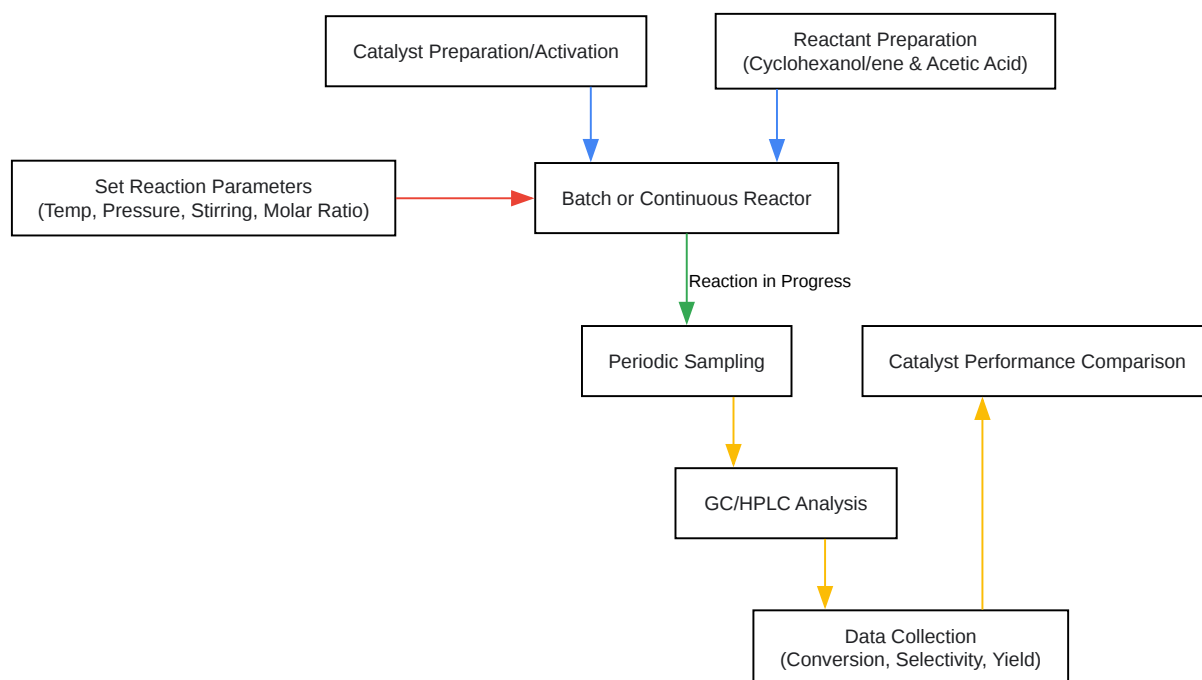 Catalyst Preparation/Activation
Reactant Preparation
(Cyclohexanol/ene & Acetic Acid)
Set Reaction Parameters
(Temp, Pressure, Stirring, Molar Ratio)
Batch or Continuous Reactor
Reaction in Progress
Periodic Sampling
Catalyst Performance Comparison
GC/HPLC Analysis
Data Collection
(Conversion, Selectivity, Yield)